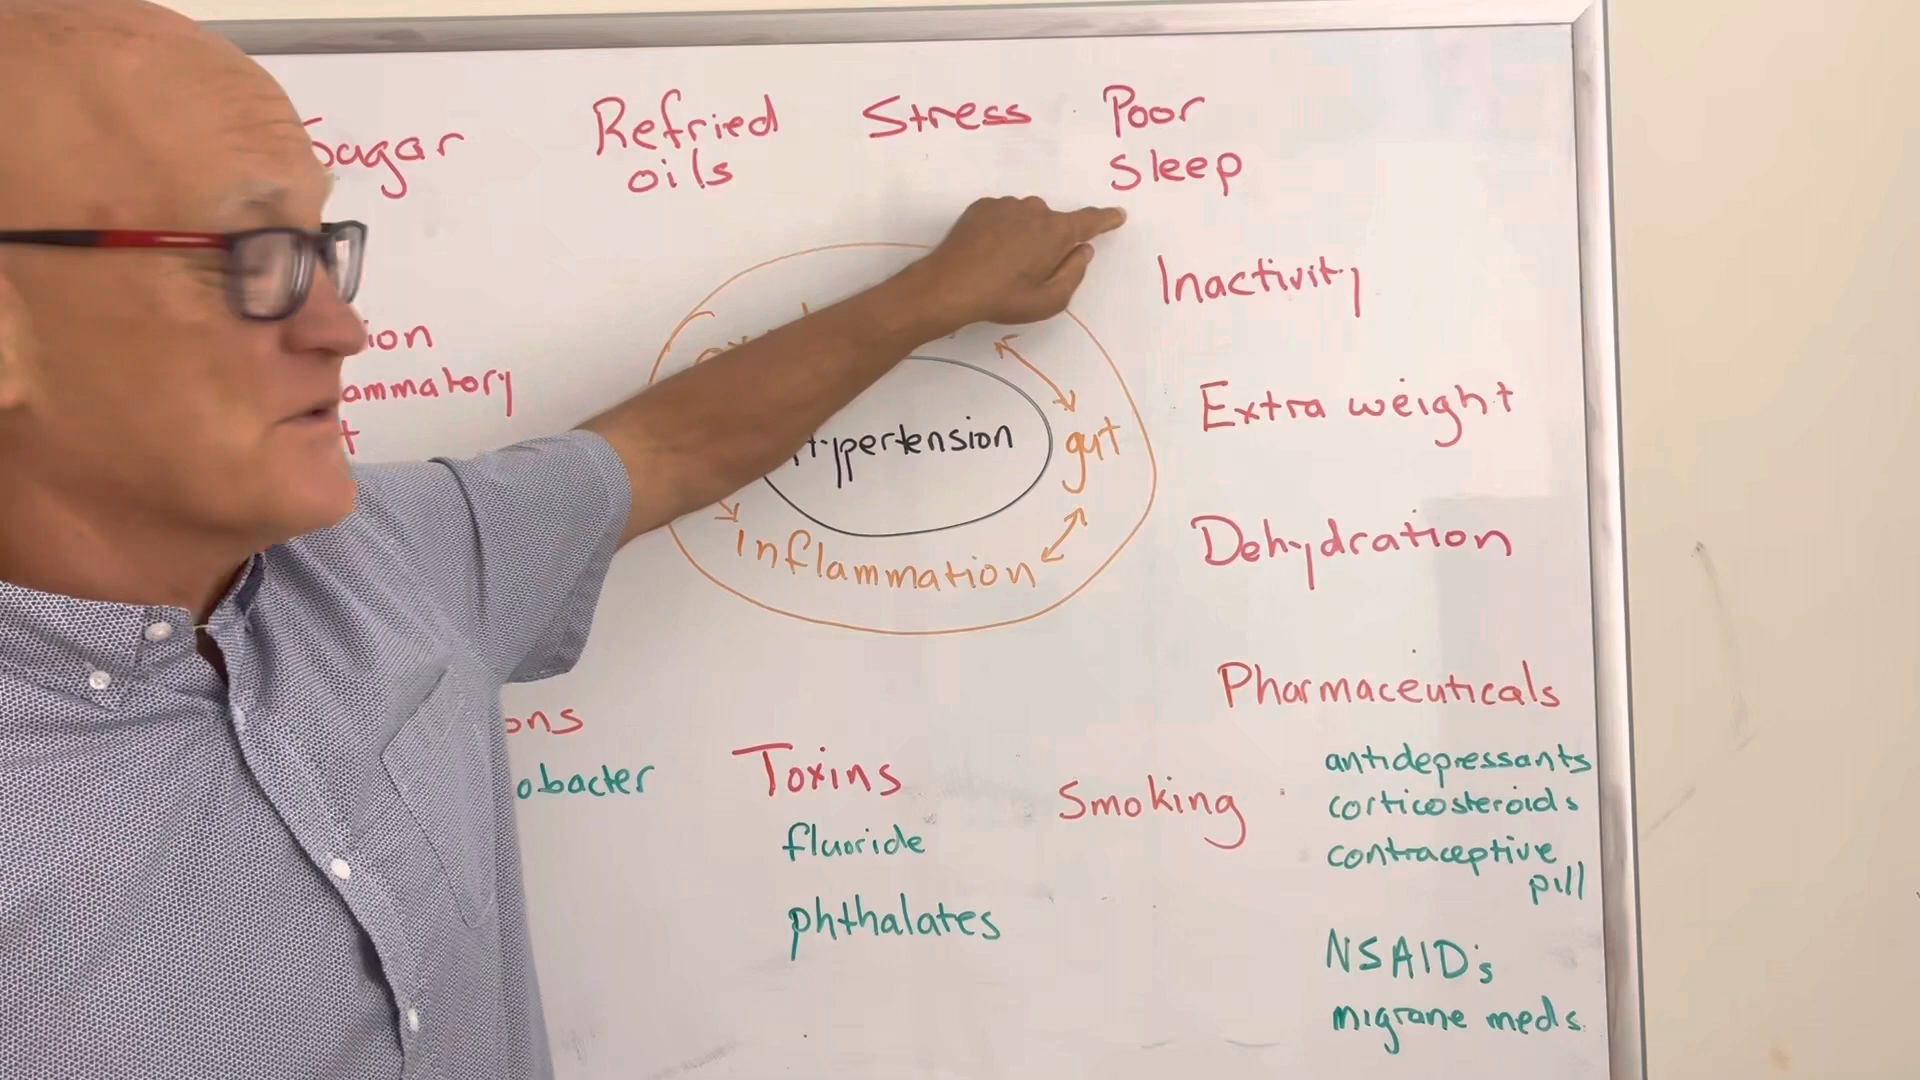 Sugar
Refried
oils
Stress
Poor
sleep
Inactivity
ion
ammatory
t
Extra weight
Hypertension
gut
Inflammation
Dehydration
Pharmaceuticals
antidepressants
corticosteroids
contraceptive
pill
NSAID's
migrane meds.
ons
obacter
Toxins
fluoride
phthalates
Smoking